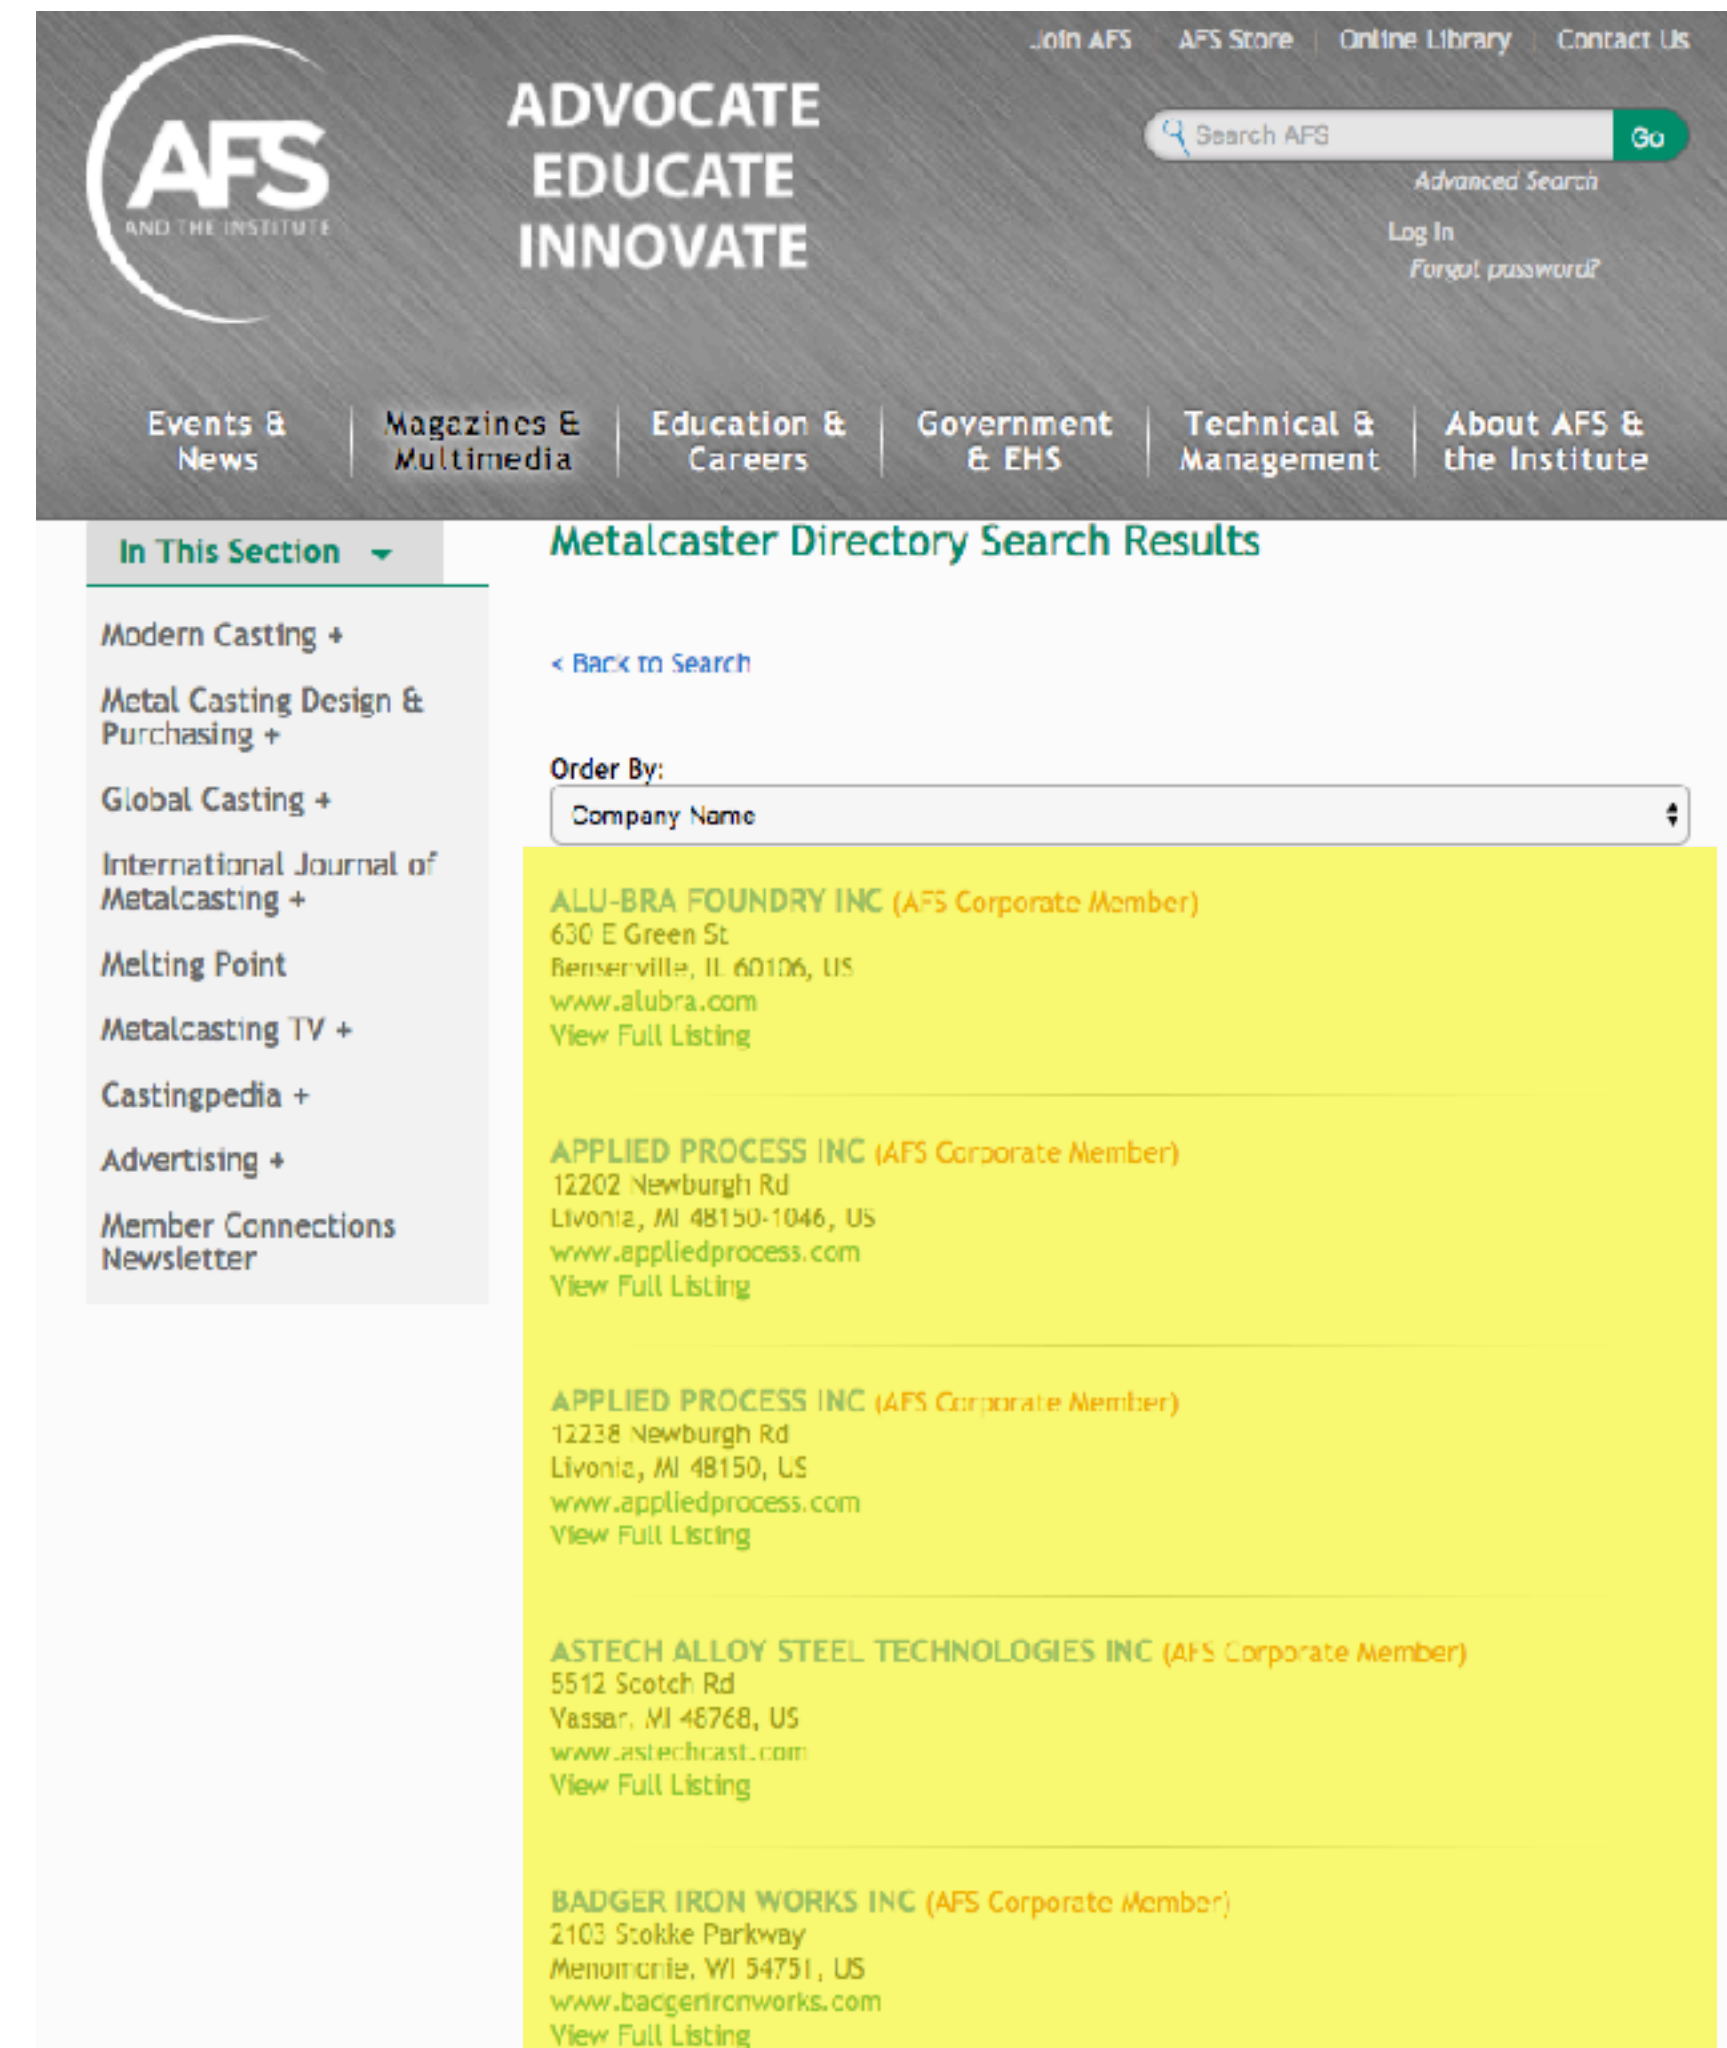 Join AFS | AFS Store | Online Library | Contact Us
AFS
AND THE INSTITUTE
ADVOCATE
EDUCATE
INNOVATE
Search AFS
Go
Advanced Search
Log In
Forgot password?
Events &
News
Magazines &
Multimedia
Education &
Careers
Government
& EHS
Technical &
Management
About AFS &
the Institute
In This Section
Modern Casting +
Metal Casting Design &
Purchasing +
Global Casting +
International Journal of
Metalcasting +
Melting Point
Metalcasting TV +
Castingpedia +
Advertising +
Member Connections
Newsletter
Metalcaster Directory Search Results
< Back to Search
Order By:
Company Name
ALU-BRA FOUNDRY INC (AFS Corporate Member)
630 E Green St
Bensenville, IL 60106, US
www.alubra.com
View Full Listing
APPLIED PROCESS INC (AFS Corporate Member)
12202 Newburgh Rd
Livonia, MI 48150-1046, US
www.appliedprocess.com
View Full Listing
APPLIED PROCESS INC (AFS Corporate Member)
12238 Newburgh Rd
Livonia, MI 48150, US
www.appliedprocess.com
View Full Listing
ASTECH ALLOY STEEL TECHNOLOGIES INC (AFS Corporate Member)
5512 Scotch Rd
Vassar, MI 48768, US
www.astechcast.com
View Full Listing
BADGER IRON WORKS INC (AFS Corporate Member)
2103 Stokke Parkway
Menomonie, WI 54751, US
www.badgerironworks.com
View Full Listing